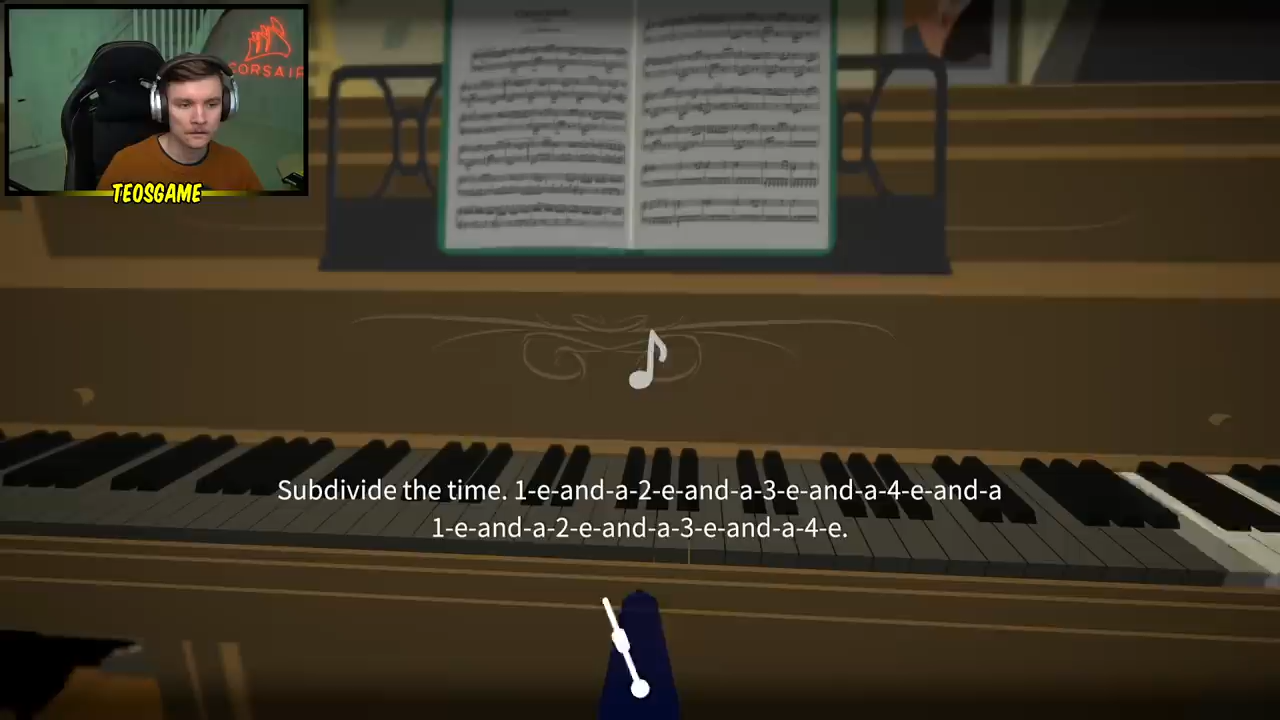 CORSAIR
TEOSGAME
Subdivide the time. 1-e-and-a-2-e-and-a-3-e-and-a-4-e-and-a
1-e-and-a-2-e-and-a-3-e-and-a-4-e.